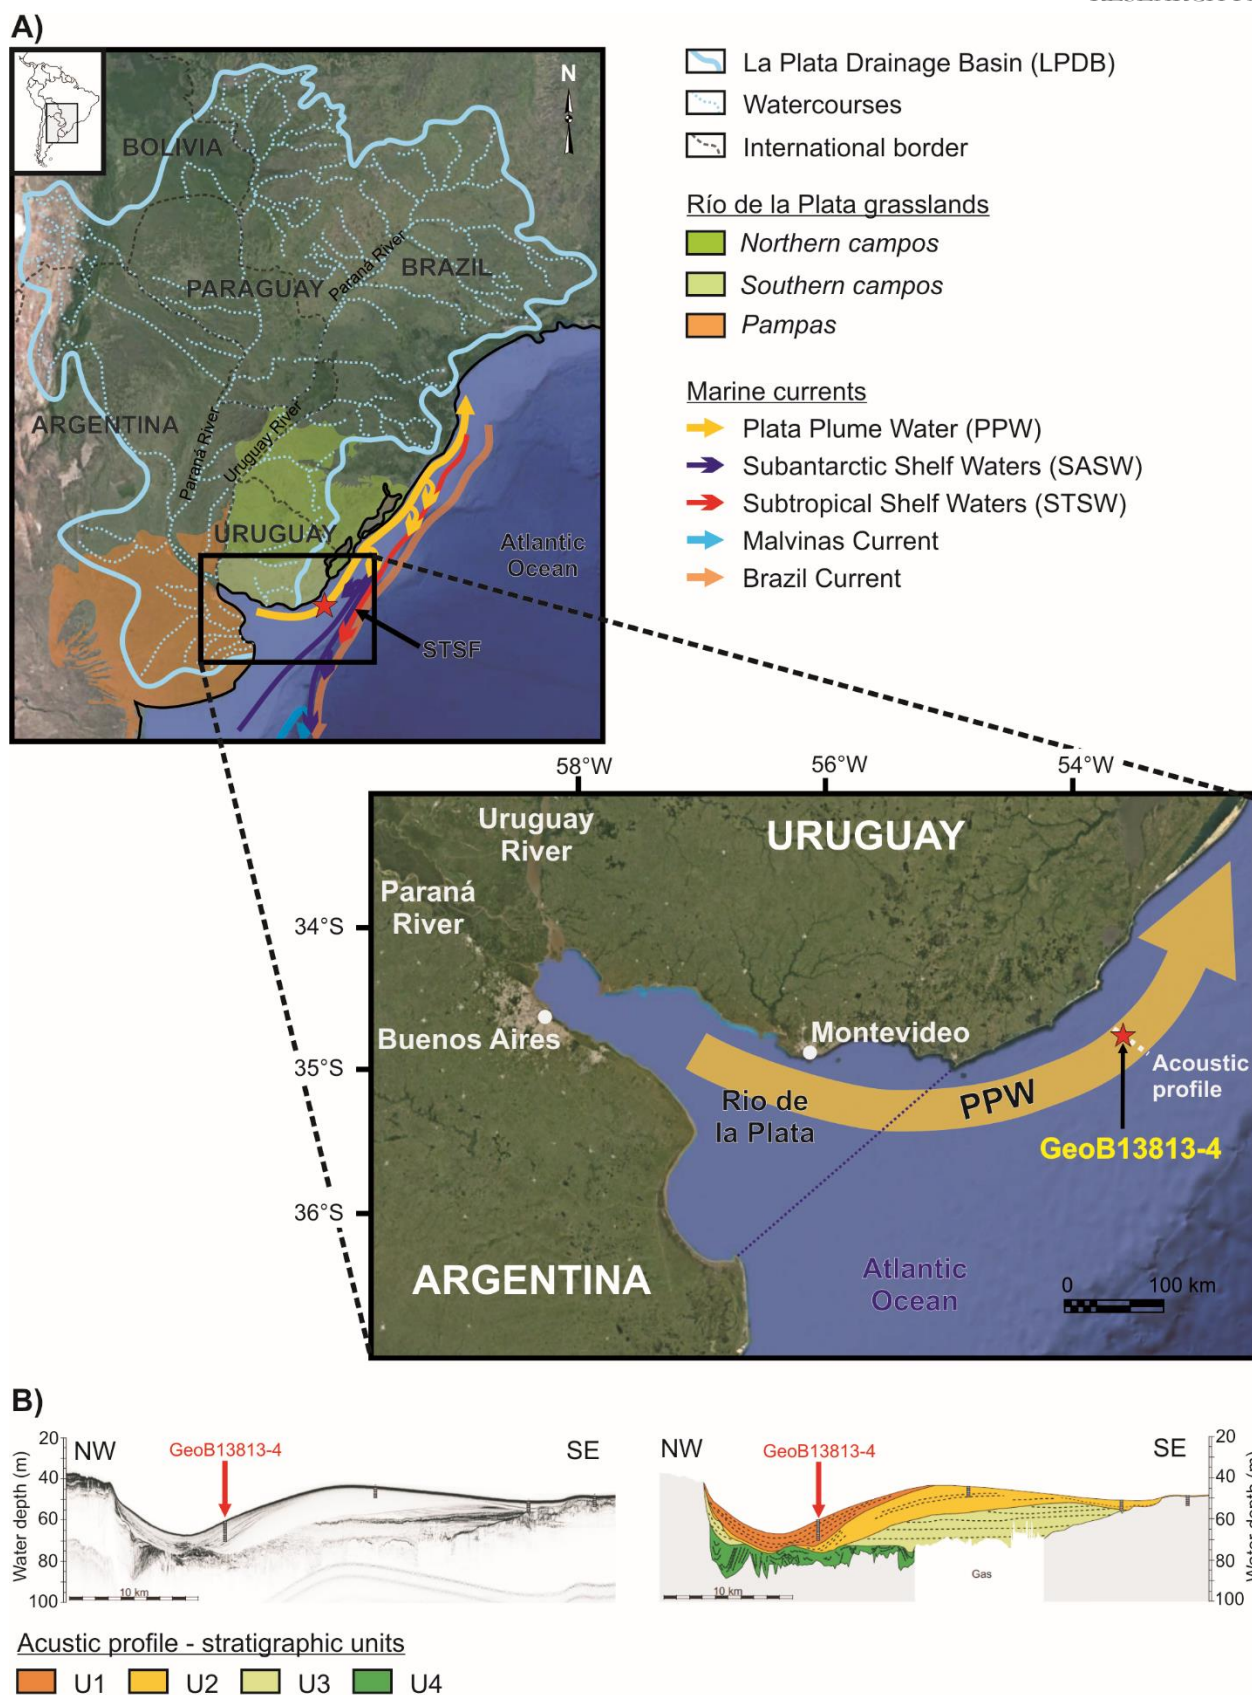 A)
N
BOLIVIA
PARAGUAY
Paraná River
BRAZIL
ARGENTINA
Paraná River
Uruguay River
URUGUAY
Atlantic
Ocean
STSF
La Plata Drainage Basin (LPDB)
Watercourses
International border
Río de la Plata grasslands
Northern campos
Southern campos
Pampas
Marine currents
Plata Plume Water (PPW)
Subantarctic Shelf Waters (SASW)
Subtropical Shelf Waters (STSW)
Malvinas Current
Brazil Current
58°W
56°W
54°W
34°S
35°S
36°S
Uruguay
River
URUGUAY
Paraná
River
Buenos Aires
Montevideo
Acoustic
profile
Rio de
la Plata
PPW
GeoB13813-4
ARGENTINA
Atlantic
Ocean
0 100 km
B)
NW
GeoB13813-4
SE
Water depth (m)
20
40
60
80
100
10 km
NW
GeoB13813-4
SE
20
40
60
80
100
Water depth (m)
Gas
10 km
Acustic profile - stratigraphic units
U1 U2 U3 U4